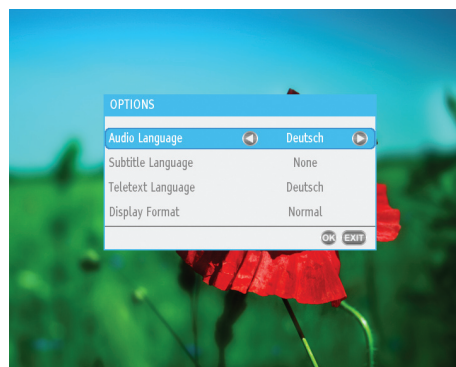 OPTIONS
Audio Language Deutsch
Subtitle Language None
Teletext Language Deutsch
Display Format Normal
OK EXIT